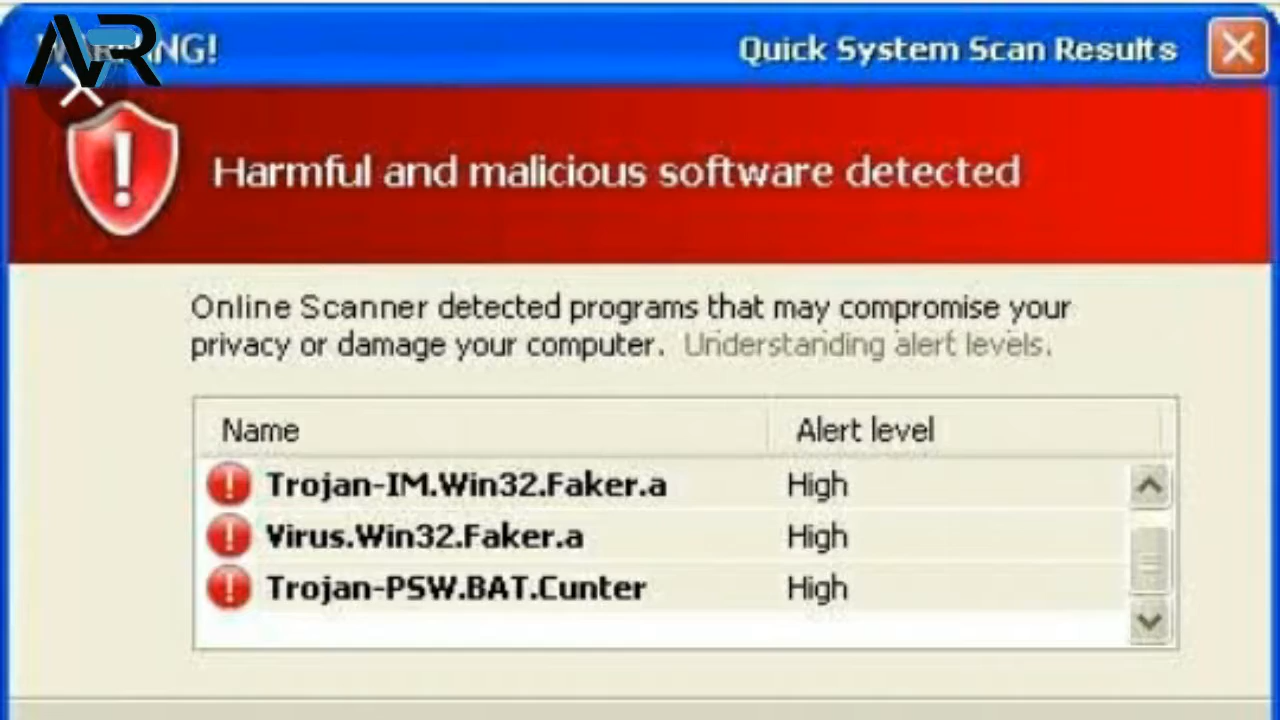 WARNING!
Quick System Scan Results
Harmful and malicious software detected
Online Scanner detected programs that may compromise your
privacy or damage your computer. Understanding alert levels.
Name Alert level
Trojan-IM.Win32.Faker.a High
Virus.Win32.Faker.a High
Trojan-PSW.BAT.Cunter High